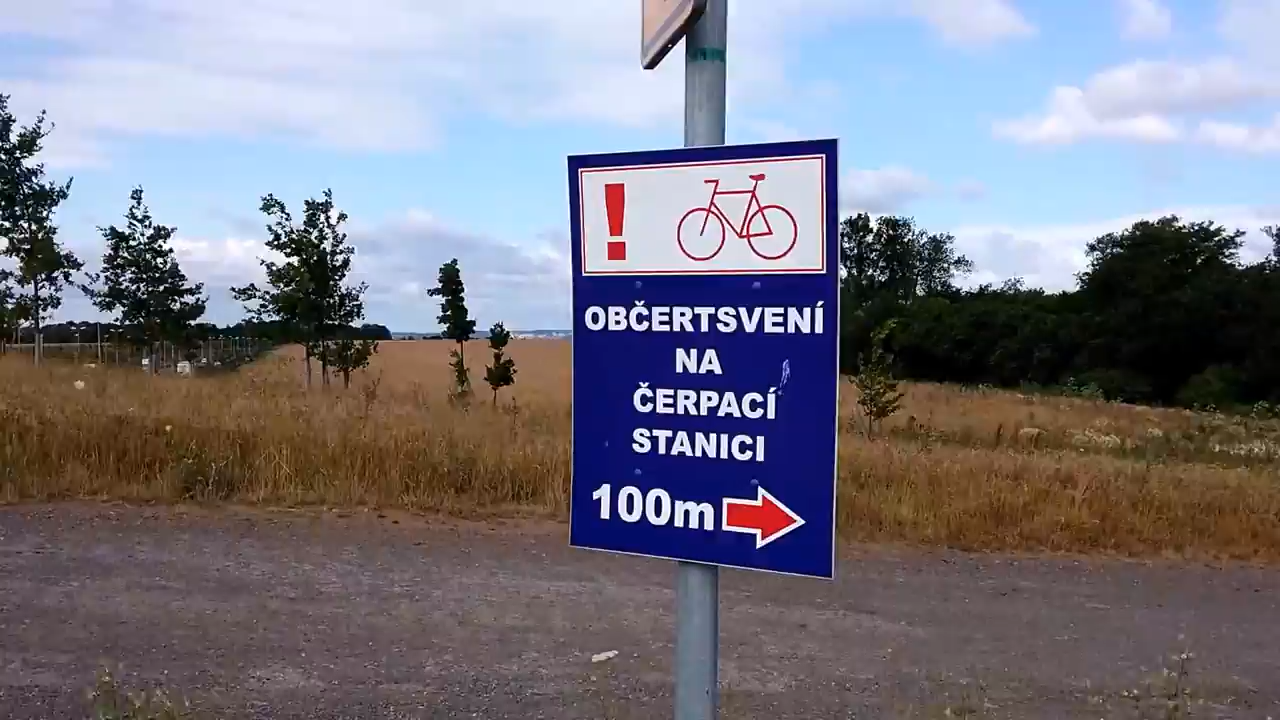 !
OBČERTSVENÍ
NA
ČERPACÍ
STANICI
100m